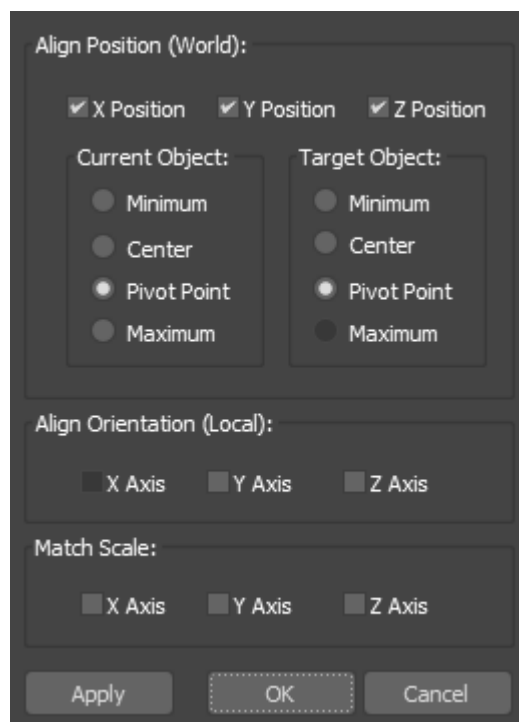 Align Position (World):
X Position Y Position Z Position
Current Object: Target Object:
Minimum Minimum
Center Center
Pivot Point Pivot Point
Maximum Maximum
Align Orientation (Local):
X Axis Y Axis Z Axis
Match Scale:
X Axis Y Axis Z Axis
Apply OK Cancel